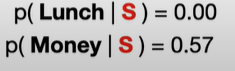 p( Lunch | S ) = 0.00
p( Money | S ) = 0.57